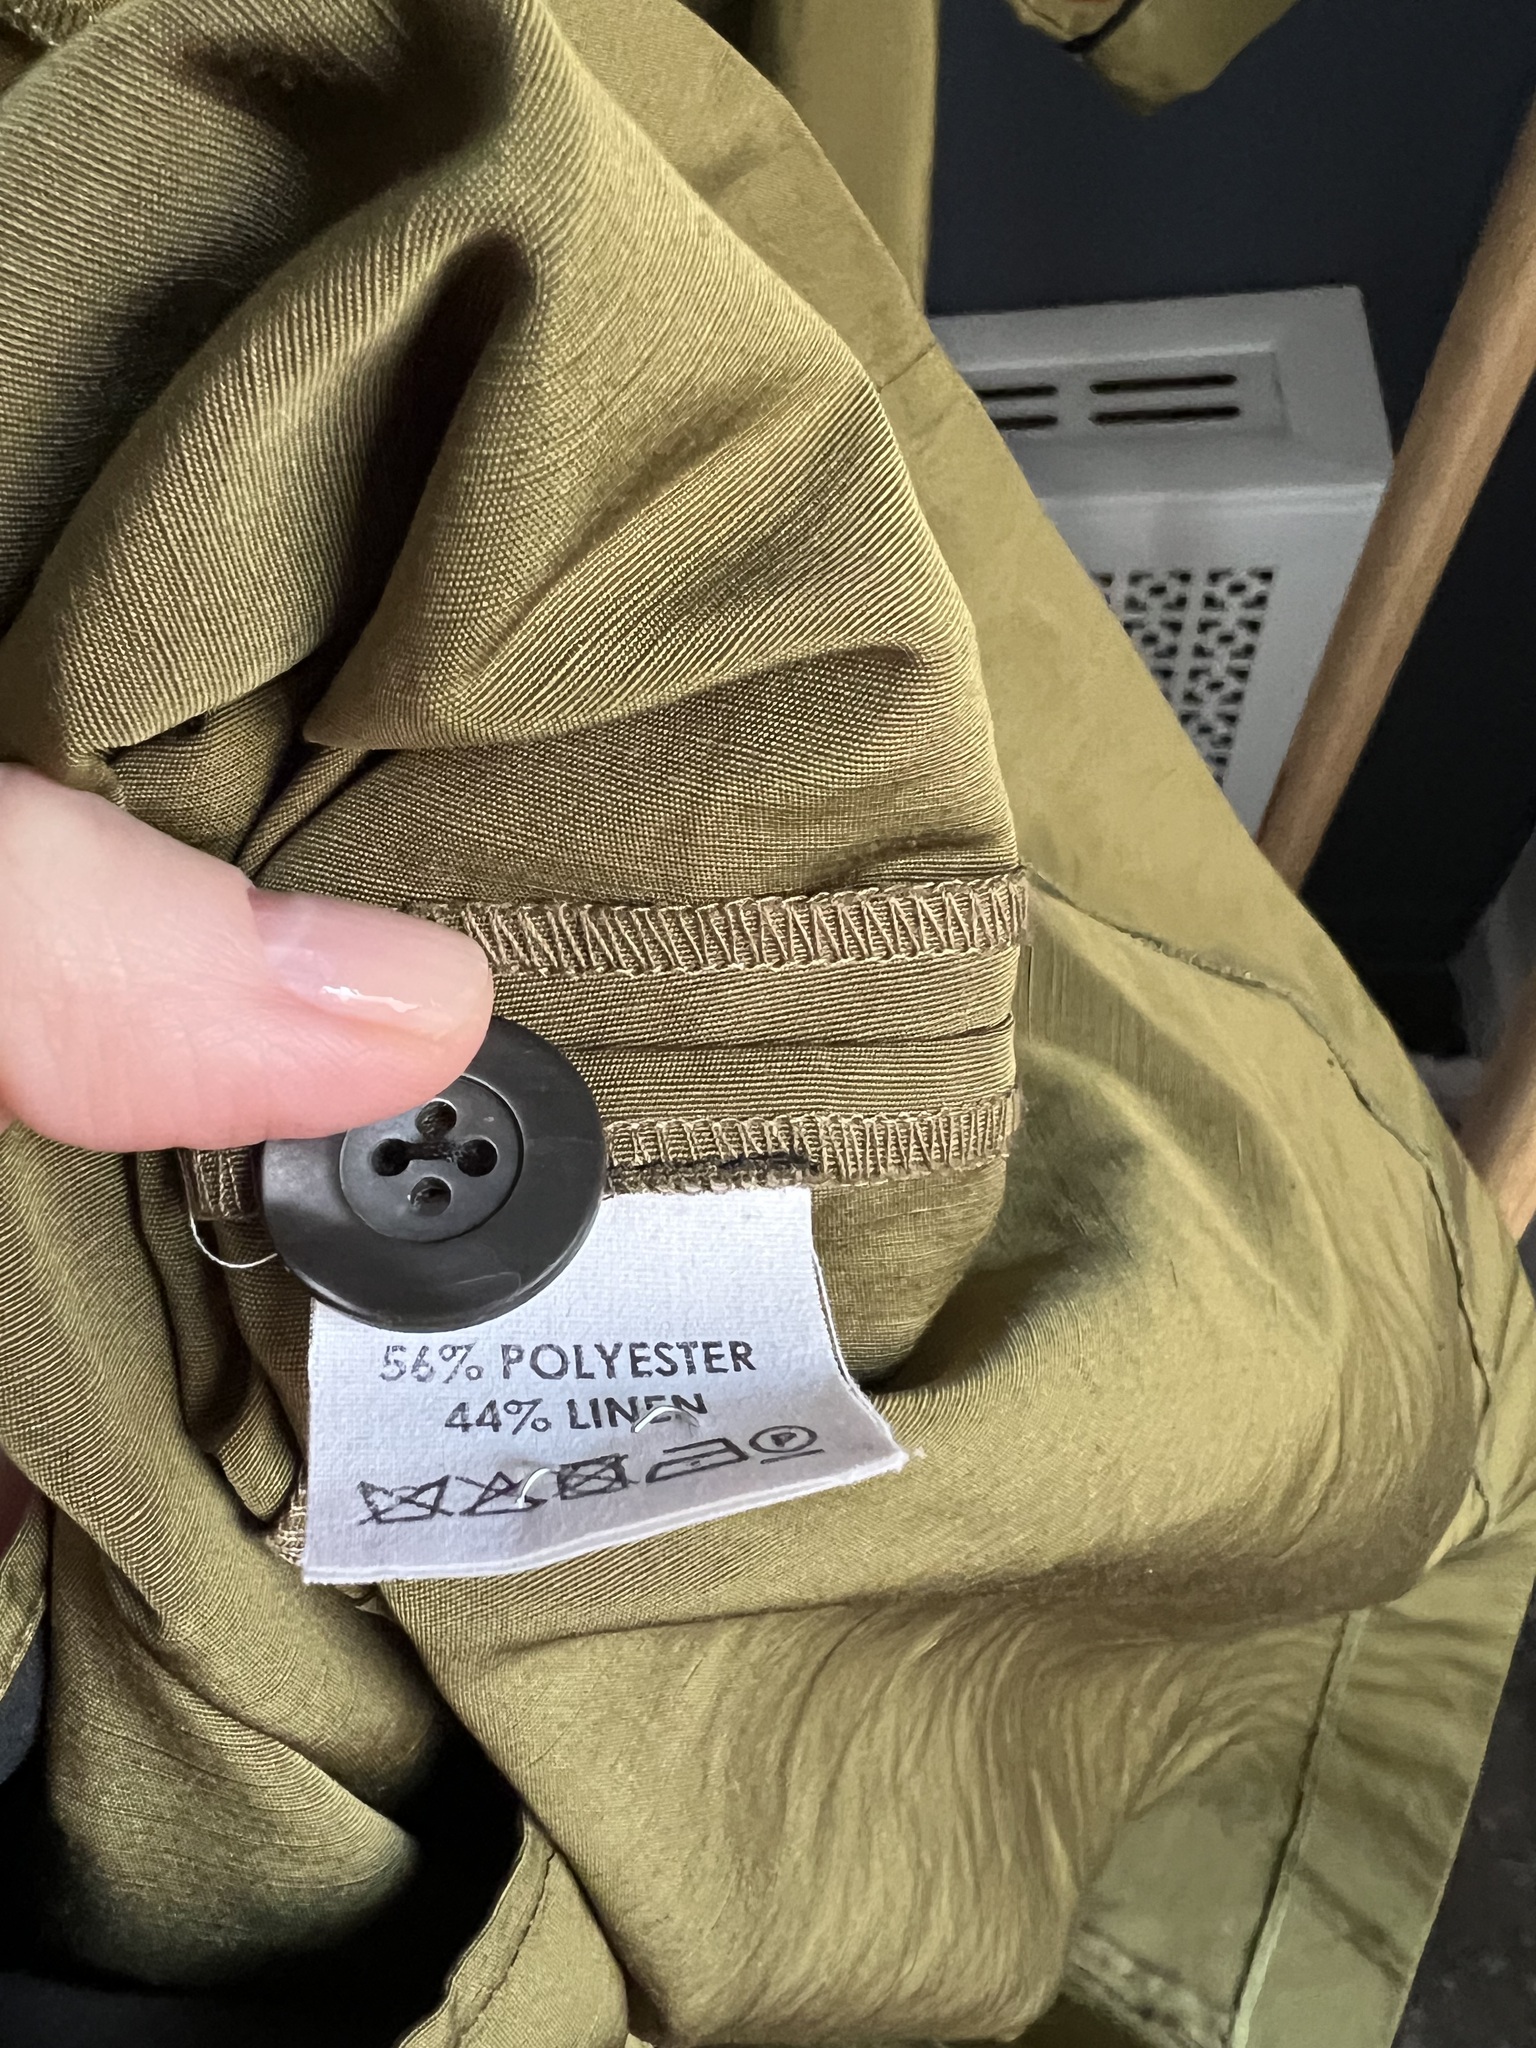 56% POLYESTER
44% LINEN
P